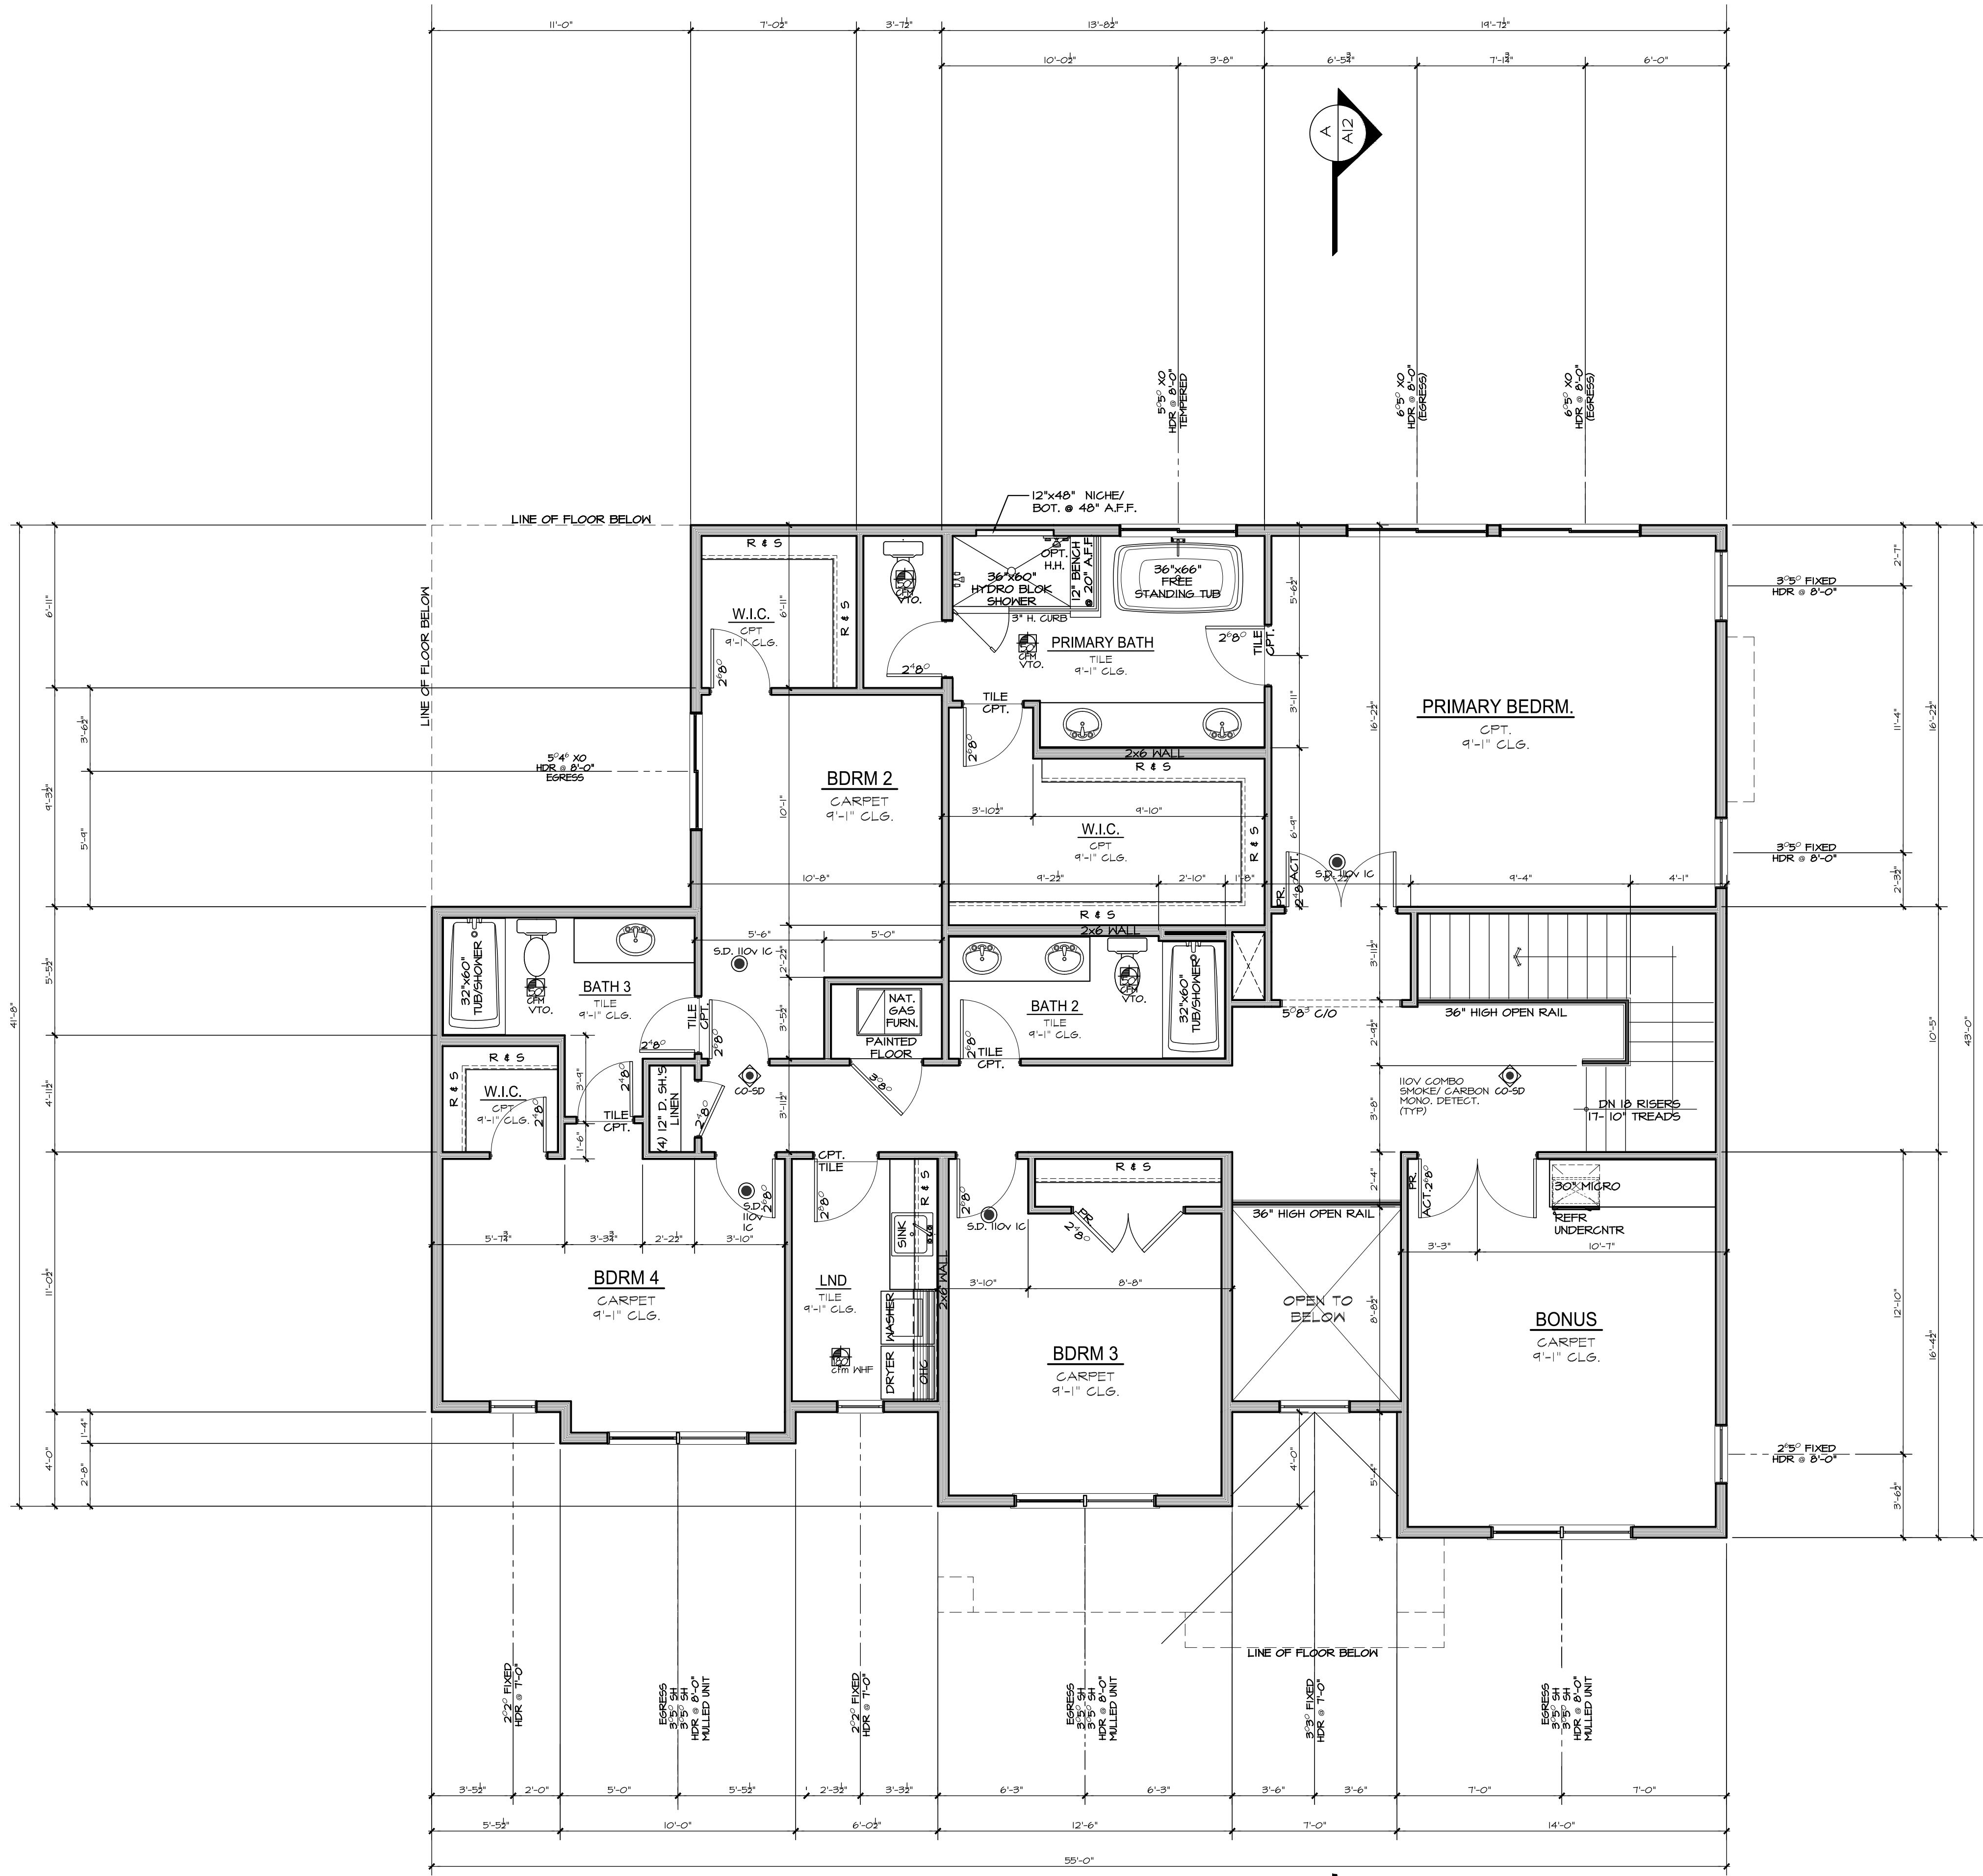 11'-0"
7'-0½"
3'-7½"
13'-8½"
19'-7½"
10'-0½"
3'-8"
6'-5¾"
7'-1¾"
6'-0"
A
A12
5⁰5⁰ XO
HDR @ 8'-0"
TEMPERED
6⁰5⁰ XO
HDR @ 8'-0"
(EGRESS)
6⁰5⁰ XO
HDR @ 8'-0"
(EGRESS)
12"x48" NICHE/
BOT. @ 48" A.F.F.
LINE OF FLOOR BELOW
LINE OF FLOOR BELOW
41'-8"
6'-11"
9'-3½"
5'-5½"
4'-1½"
11'-0½"
4'-0"
3'-6½"
5'-9"
1'-4"
2'-8"
5⁰4⁶ XO
HDR @ 8'-0"
EGRESS
R & S
R & S
W.I.C.
CPT
9'-1" CLG.
2⁶8⁰
6'-11"
50
CFM
VTO.
2⁴8⁰
36"x60"
HYDRO BLOK
SHOWER
OPT.
H.H.
12" BENCH
@ 20" A.F.F.
3" H. CURB
36"x66"
FREE
STANDING TUB
50
CFM
VTO.
PRIMARY BATH
TILE
9'-1" CLG.
2⁶8⁰
TILE
CPT.
TILE
CPT.
2⁶8⁰
2x6 WALL
5'-6½"
3'-11"
6'-9"
16'-2½"
PRIMARY BEDRM.
CPT.
9'-1" CLG.
3⁰5⁰ FIXED
HDR @ 8'-0"
3⁰5⁰ FIXED
HDR @ 8'-0"
2'-7"
11'-4"
2'-3½"
16'-2½"
10'-5"
16'-4½"
43'-0"
BDRM 2
CARPET
9'-1" CLG.
10'-1"
10'-8"
5'-6"
5'-0"
2'-2½"
3'-5½"
3'-11½"
R & S
3'-10½"
9'-10"
W.I.C.
CPT
9'-1" CLG.
R & S
9'-2½"
2'-10"
1'-8"
R & S
2x6 WALL
PR. ACT.
2⁴8⁰
S.D. 110v IC
8'-2½"
9'-4"
4'-1"
S.D. 110v IC
32"x60"
TUB/SHOWER
50
CFM
VTO.
BATH 3
TILE
9'-1" CLG.
TILE
CPT.
2⁴8⁰
2⁶8⁰
NAT.
GAS
FURN.
PAINTED
FLOOR
3⁰8⁰
BATH 2
TILE
9'-1" CLG.
50
CFM
VTO.
32"x60"
TUB/SHOWER
2⁶8⁰
TILE
CPT.
3'-1½"
5⁰8³ C/O
2'-9½"
3'-8"
36" HIGH OPEN RAIL
110V COMBO
SMOKE/ CARBON
MONO. DETECT.
(TYP)
CO-SD
DN 18 RISERS
17- 10" TREADS
R & S
R & S
W.I.C.
CPT
9'-1" CLG.
2⁴8⁰
3'-9"
1'-6"
2⁴8⁰
TILE
CPT.
(4) 12" D. SH.'S
LINEN
2⁴8⁰
CO-SD
S.D.
110v
IC
2⁶8⁰
5'-7¾"
3'-3¾"
2'-2½"
3'-10"
BDRM 4
CARPET
9'-1" CLG.
CPT.
TILE
2⁸8⁰
R & S
SINK
LND
TILE
9'-1" CLG.
WASHER
DRYER
OHC
cfm WHF
2x6 WALL
2⁶8⁰
S.D. 110v IC
R & S
PR
2⁴8⁰
3'-10"
8'-8"
BDRM 3
CARPET
9'-1" CLG.
2'-4"
36" HIGH OPEN RAIL
OPEN TO
BELOW
8'-8½"
4'-0"
5'-4"
PR.
ACT.
2⁶8⁰
30" MICRO
REFR
UNDERCNTR
3'-3"
10'-7"
BONUS
CARPET
9'-1" CLG.
12'-10"
3'-6½"
2⁶5⁰ FIXED
HDR @ 8'-0"
LINE OF FLOOR BELOW
2⁰2⁰ FIXED
HDR @ 7'-0"
EGRESS
3⁰5⁰ SH
3⁰5⁰ SH
HDR @ 8'-0"
MULLED UNIT
2⁰2⁰ FIXED
HDR @ 7'-0"
EGRESS
3⁰5⁰ SH
3⁰5⁰ SH
HDR @ 8'-0"
MULLED UNIT
3⁰3⁰ FIXED
HDR @ 7'-0"
EGRESS
3⁰5⁰ SH
3⁰5⁰ SH
HDR @ 8'-0"
MULLED UNIT
3'-5½"
2'-0"
5'-0"
5'-5½"
2'-3½"
3'-3½"
6'-3"
6'-3"
3'-6"
3'-6"
7'-0"
7'-0"
5'-5½"
10'-0"
6'-0½"
12'-6"
7'-0"
14'-0"
55'-0"